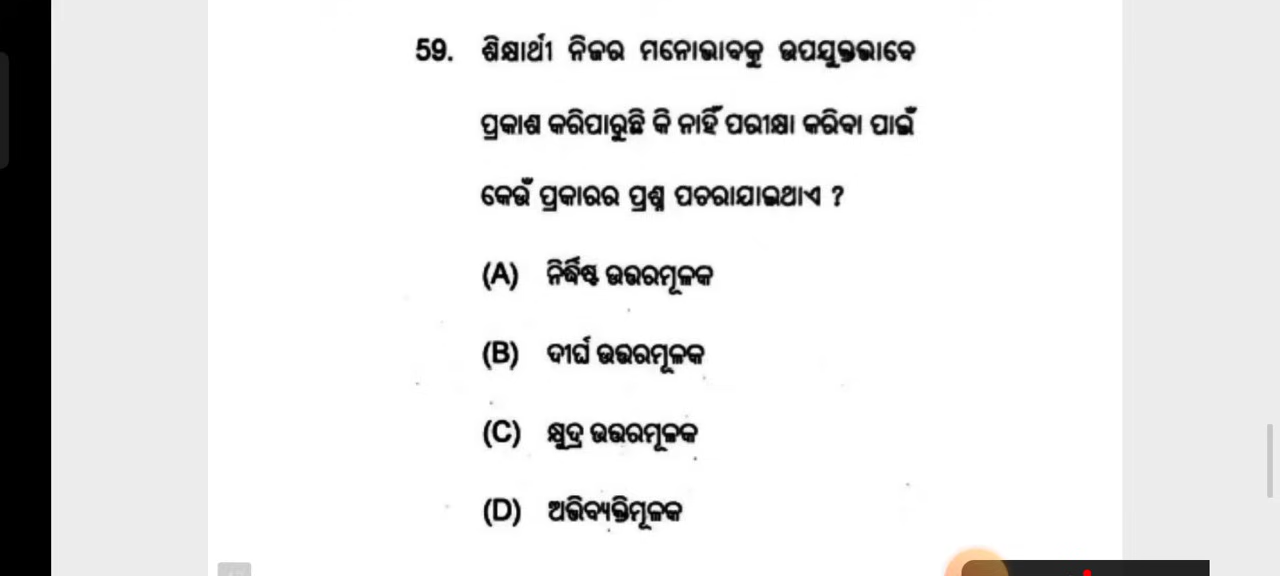 59. ଶିକ୍ଷାର୍ଥୀ ନିଜର ମନୋଭାବକୁ ଉପଯୁକ୍ତଭାବେ
ପ୍ରକାଶ କରିପାରୁଛି କି ନାହିଁ ପରୀକ୍ଷା କରିବା ପାଇଁ
କେଉଁ ପ୍ରକାରର ପ୍ରଶ୍ନ ପଚରାଯାଇଥାଏ ?
(A) ନିର୍ଦ୍ଧିଷ୍ଟ ଉତ୍ତରମୂଳକ
(B) ଦୀର୍ଘ ଉତ୍ତରମୂଳକ
(C) କ୍ଷୁଦ୍ର ଉତ୍ତରମୂଳକ
(D) ଅଭିବ୍ୟକ୍ତିମୂଳକ